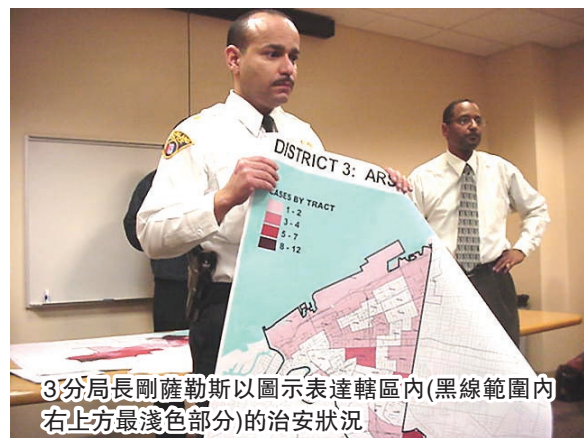 DISTRICT 3: ARS
CASES BY TRACT
1 - 2
3 - 4
5 - 7
8 - 12
3分局長剛薩勒斯以圖示表達轄區內(黑線範圍內
右上方最淺色部分)的治安狀況